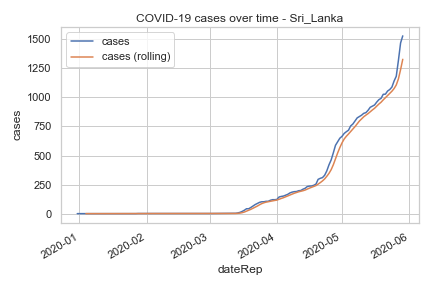 COVID-19 cases over time - Sri_Lanka
cases
cases (rolling)
1500
1250
1000
750
500
250
0
cases
2020-01
2020-02
2020-03
2020-04
2020-05
2020-06
dateRep